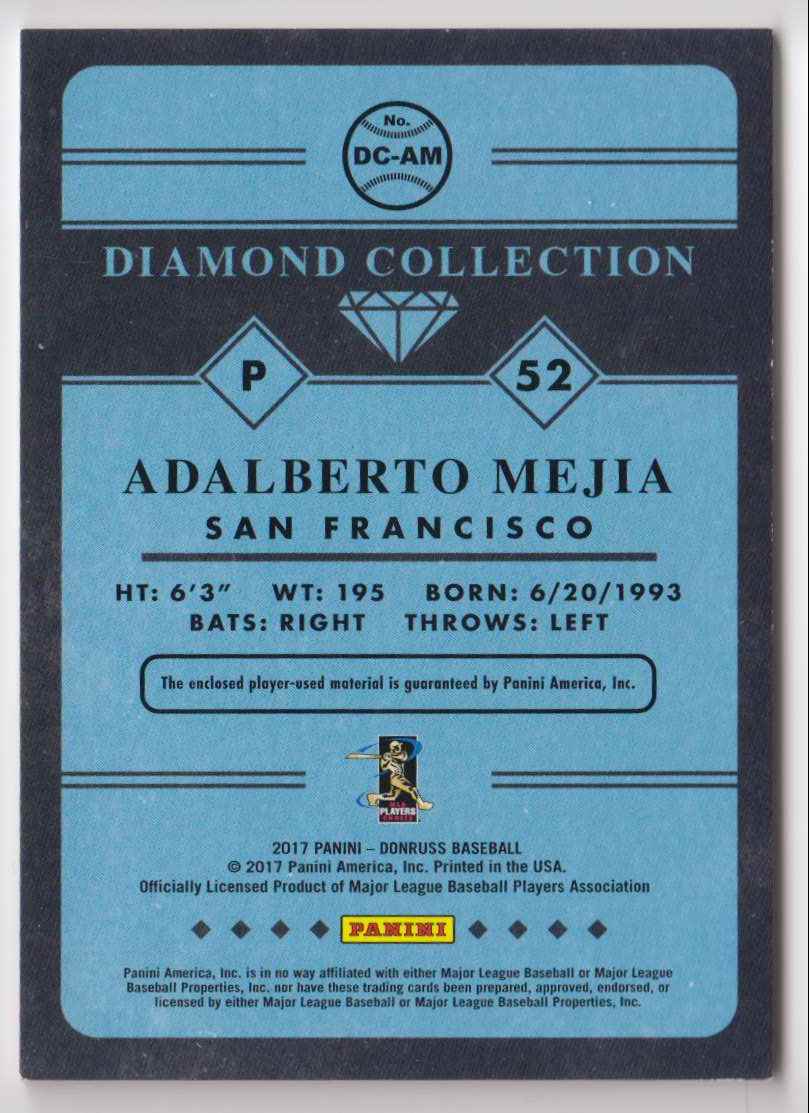 No.
DC-AM
DIAMOND COLLECTION
P 52
ADALBERTO MEJIA
SAN FRANCISCO
HT: 6'3" WT: 195 BORN: 6/20/1993
BATS: RIGHT THROWS: LEFT
The enclosed player-used material is guaranteed by Panini America, Inc.
MLB
PLAYERS
CHOICE
2017 PANINI – DONRUSS BASEBALL
© 2017 Panini America, Inc. Printed in the USA.
Officially Licensed Product of Major League Baseball Players Association
PANINI
Panini America, Inc. is in no way affiliated with either Major League Baseball or Major League
Baseball Properties, Inc. nor have these trading cards been prepared, approved, endorsed, or
licensed by either Major League Baseball or Major League Baseball Properties, Inc.